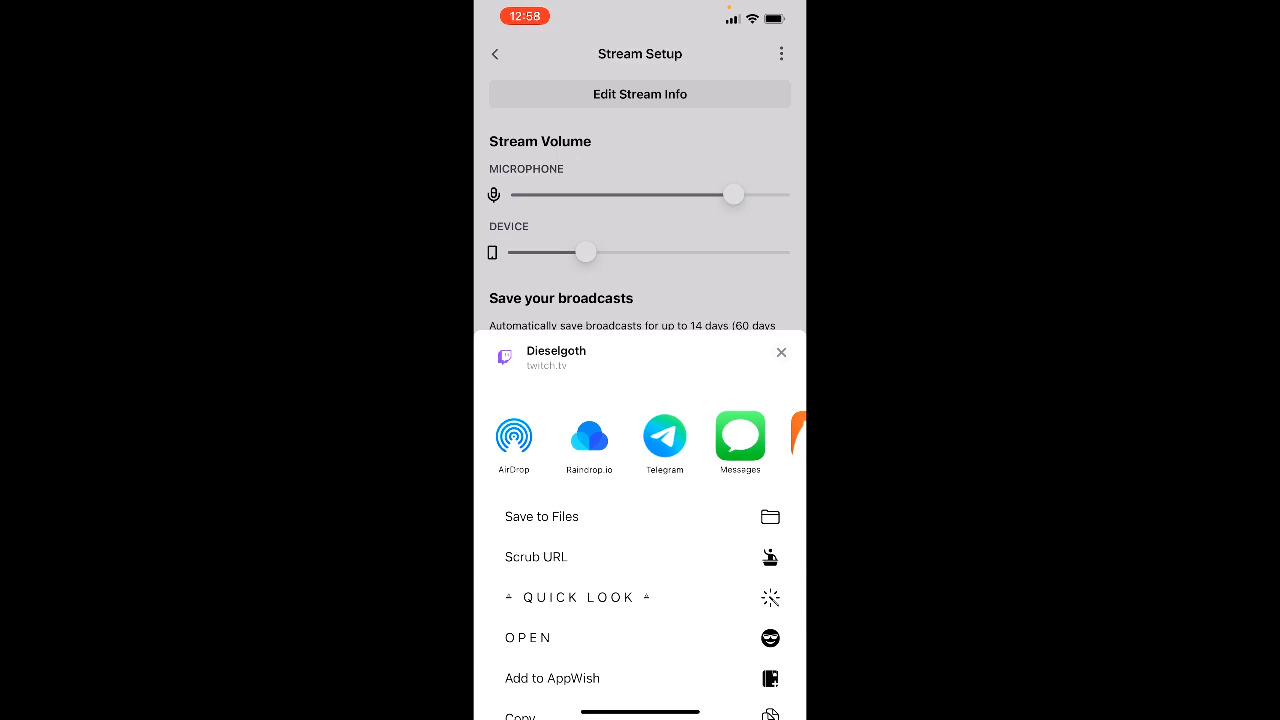 12:58
Stream Setup
Edit Stream Info
Stream Volume
MICROPHONE
DEVICE
Save your broadcasts
Automatically save broadcasts for up to 14 days (60 days
Dieselgoth
twitch.tv
AirDrop
Raindrop.io
Telegram
Messages
Save to Files
Scrub URL
QUICK LOOK
OPEN
Add to AppWish
Copy